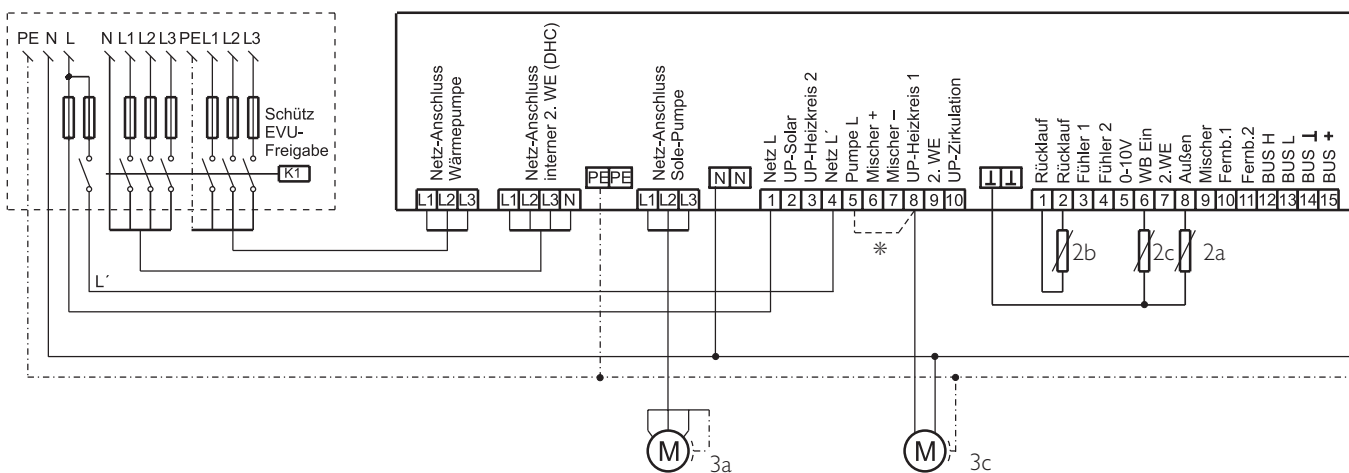 PE N L N L1 L2 L3 PE L1 L2 L3
Schütz
EVU-
Freigabe
K1
L´
Netz-Anschluss
Wärmepumpe
L1 L2 L3
Netz-Anschluss
interner 2. WE (DHC)
L1 L2 L3 N
PE PE
Netz-Anschluss
Sole-Pumpe
L1 L2 L3
N N
Netz L
UP-Solar
UP-Heizkreis 2
Netz L´
Pumpe L
Mischer +
Mischer –
UP-Heizkreis 1
2. WE
UP-Zirkulation
1 2 3 4 5 6 7 8 9 10
*
Rücklauf
Rücklauf
Fühler 1
Fühler 2
0-10V
WB Ein
2.WE
Außen
Mischer
Fernb.1
Fernb.2
BUS H
BUS L
BUS ⊥
BUS +
1 2 3 4 5 6 7 8 9 10 11 12 13 14 15
2b 2c 2a
M 3a
M 3c